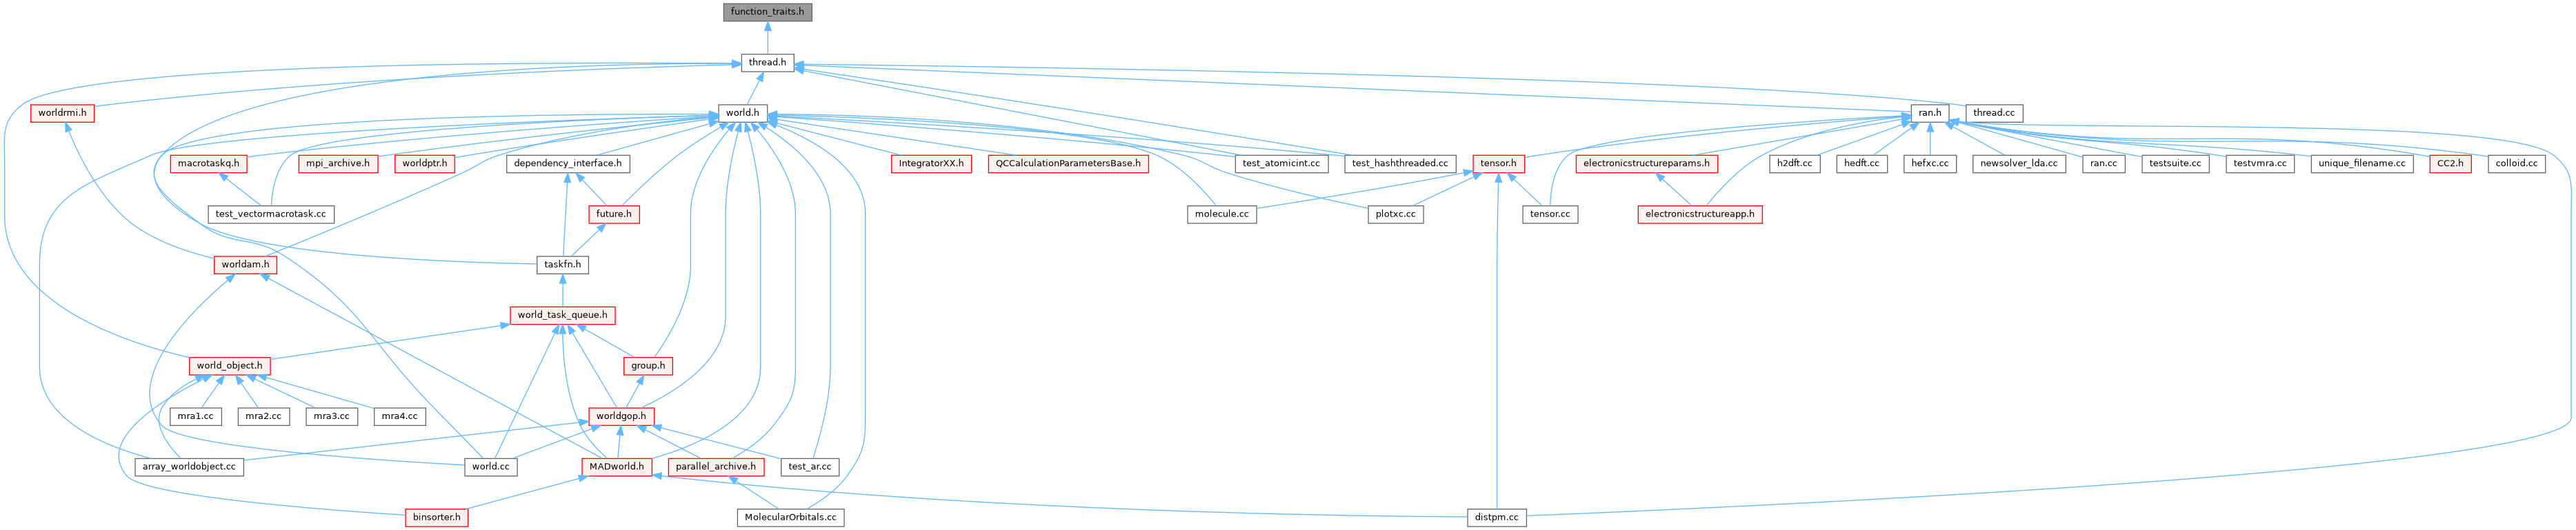 function_traits.h
thread.h
worldrmi.h
world.h
ran.h
thread.cc
macrotaskq.h
mpi_archive.h
worldptr.h
dependency_interface.h
IntegratorXX.h
QCCalculationParametersBase.h
test_atomicint.cc
test_hashthreaded.cc
tensor.h
electronicstructureparams.h
h2dft.cc
hedft.cc
hefxc.cc
newsolver_lda.cc
ran.cc
testsuite.cc
testvmra.cc
unique_filename.cc
CC2.h
colloid.cc
test_vectormacrotask.cc
future.h
molecule.cc
plotxc.cc
tensor.cc
electronicstructureapp.h
worldam.h
taskfn.h
world_task_queue.h
world_object.h
group.h
mra1.cc
mra2.cc
mra3.cc
mra4.cc
worldgop.h
array_worldobject.cc
world.cc
MADworld.h
parallel_archive.h
test_ar.cc
binsorter.h
MolecularOrbitals.cc
distpm.cc